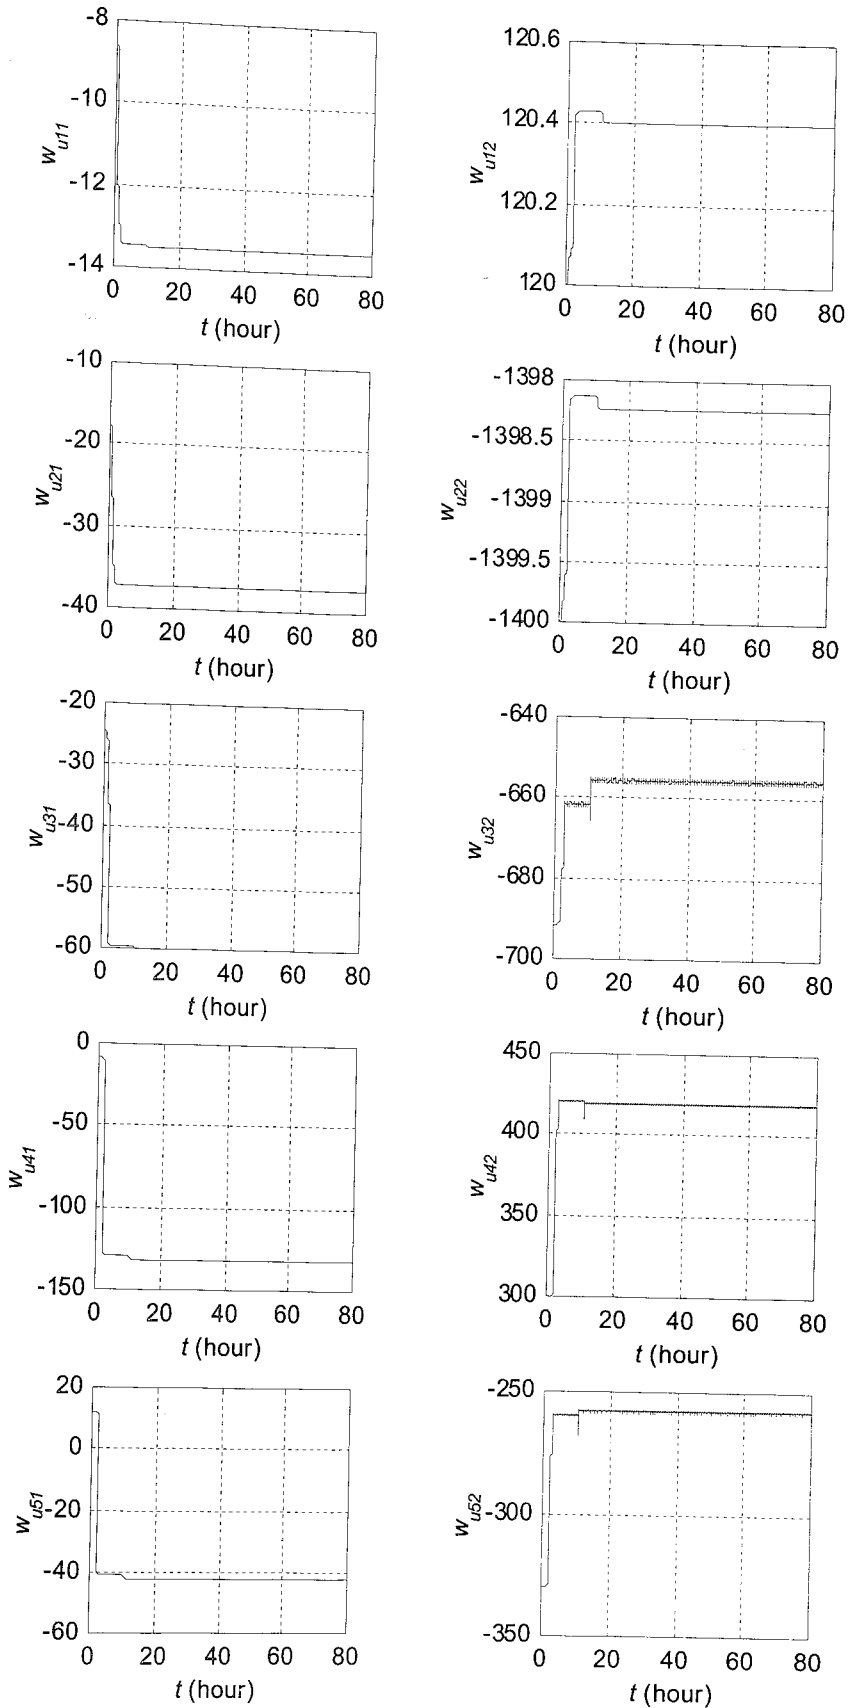 -8
-10
-12
-14
w_u11
0 20 40 60 80
t (hour)
120.6
120.4
120.2
120
w_u12
0 20 40 60 80
t (hour)
-10
-20
-30
-40
w_u21
0 20 40 60 80
t (hour)
-1398
-1398.5
-1399
-1399.5
-1400
w_u22
0 20 40 60 80
t (hour)
-20
-30
-40
-50
-60
w_u31
0 20 40 60 80
t (hour)
-640
-660
-680
-700
w_u32
0 20 40 60 80
t (hour)
0
-50
-100
-150
w_u41
0 20 40 60 80
t (hour)
450
400
350
300
w_u42
0 20 40 60 80
t (hour)
20
0
-20
-40
-60
w_u51
0 20 40 60 80
t (hour)
-250
-300
-350
w_u52
0 20 40 60 80
t (hour)